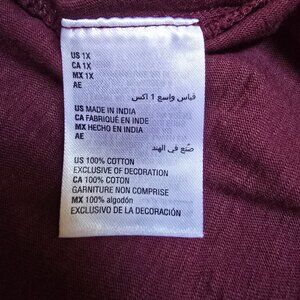 US 1X
CA 1X
MX 1X
AE
قياس واسع 1 اكس
US MADE IN INDIA
CA FABRIQUÉ EN INDE
MX HECHO EN INDIA
AE
صُنع في الهند
US 100% COTTON
EXCLUSIVE OF DECORATION
CA 100% COTON
GARNITURE NON COMPRISE
MX 100% algodón
EXCLUSIVO DE LA DECORACIÓN